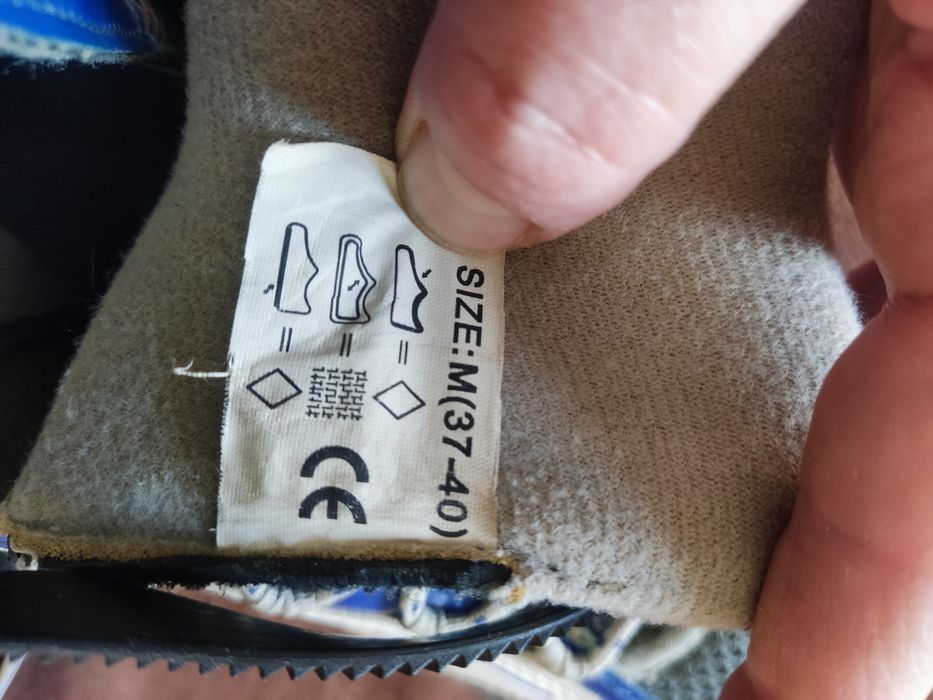 SIZE: M(37-40)
=
=
=
CE